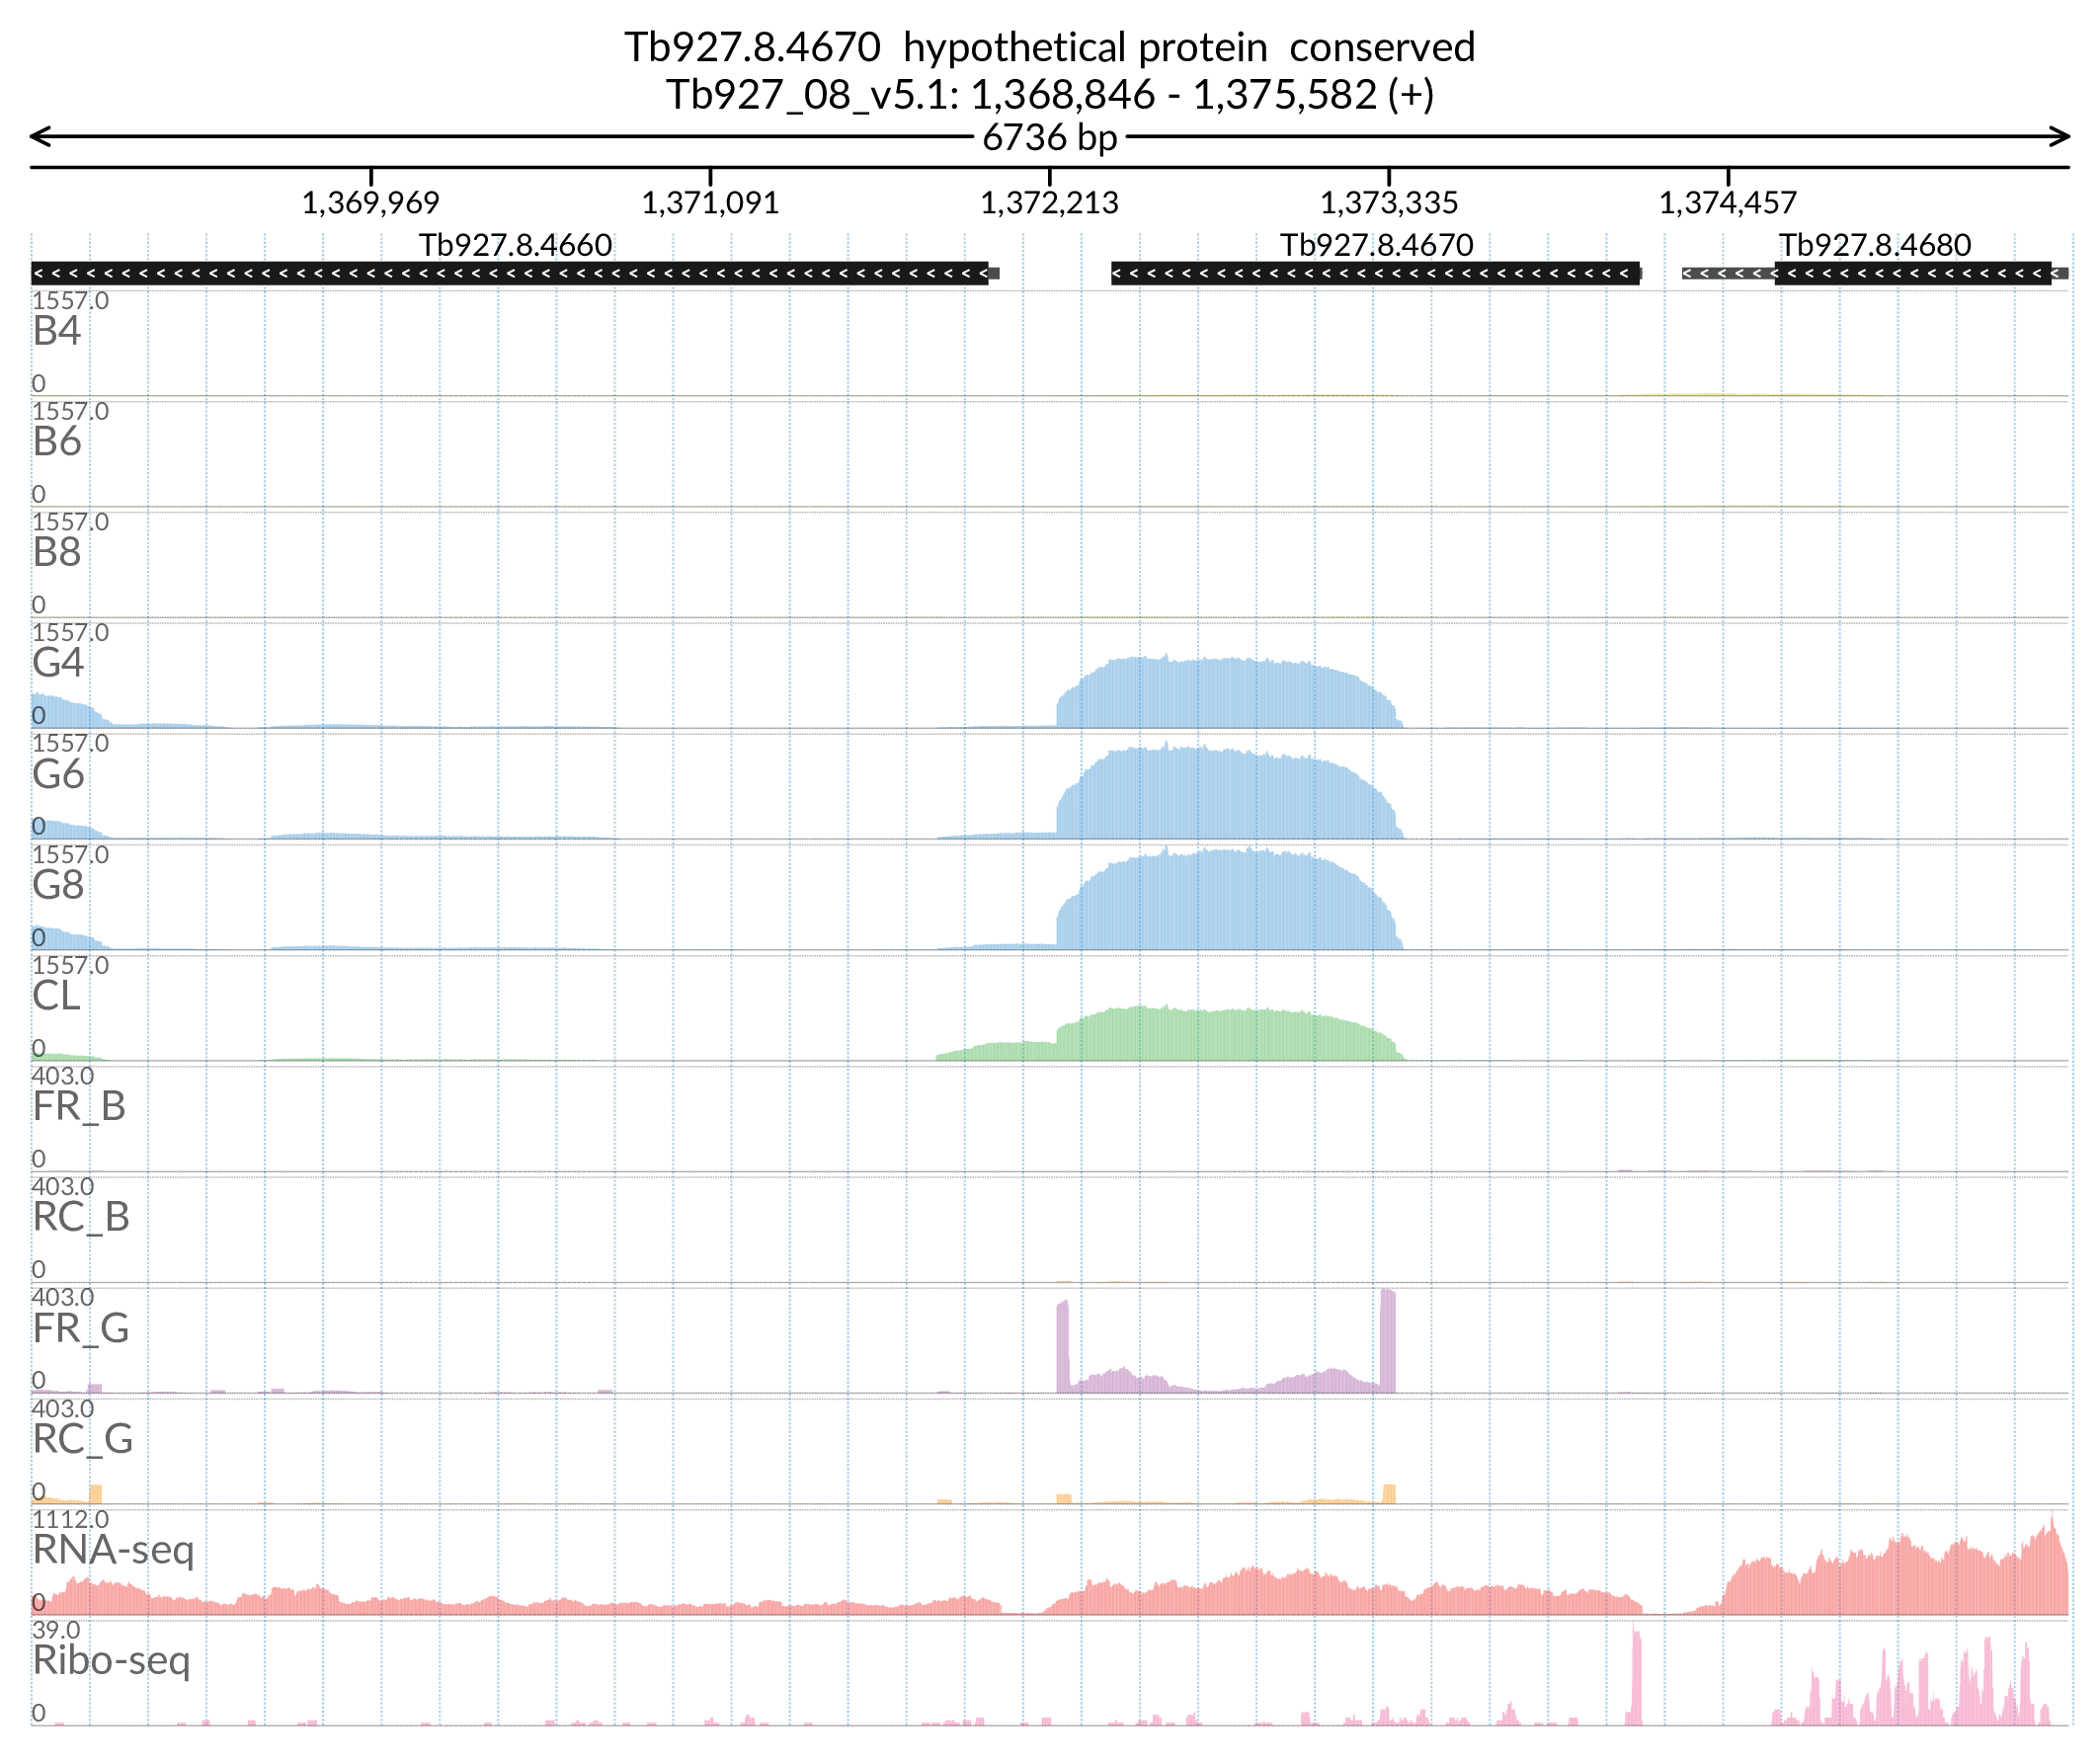 Tb927.8.4670 hypothetical protein conserved
Tb927_08_v5.1: 1,368,846 - 1,375,582 (+)
6736 bp
1,369,969 1,371,091 1,372,213 1,373,335 1,374,457
Tb927.8.4660 Tb927.8.4670 Tb927.8.4680
1557.0
B4
0
1557.0
B6
0
1557.0
B8
0
1557.0
G4
0
1557.0
G6
0
1557.0
G8
0
1557.0
CL
0
403.0
FR_B
0
403.0
RC_B
0
403.0
FR_G
0
403.0
RC_G
0
1112.0
RNA-seq
0
39.0
Ribo-seq
0